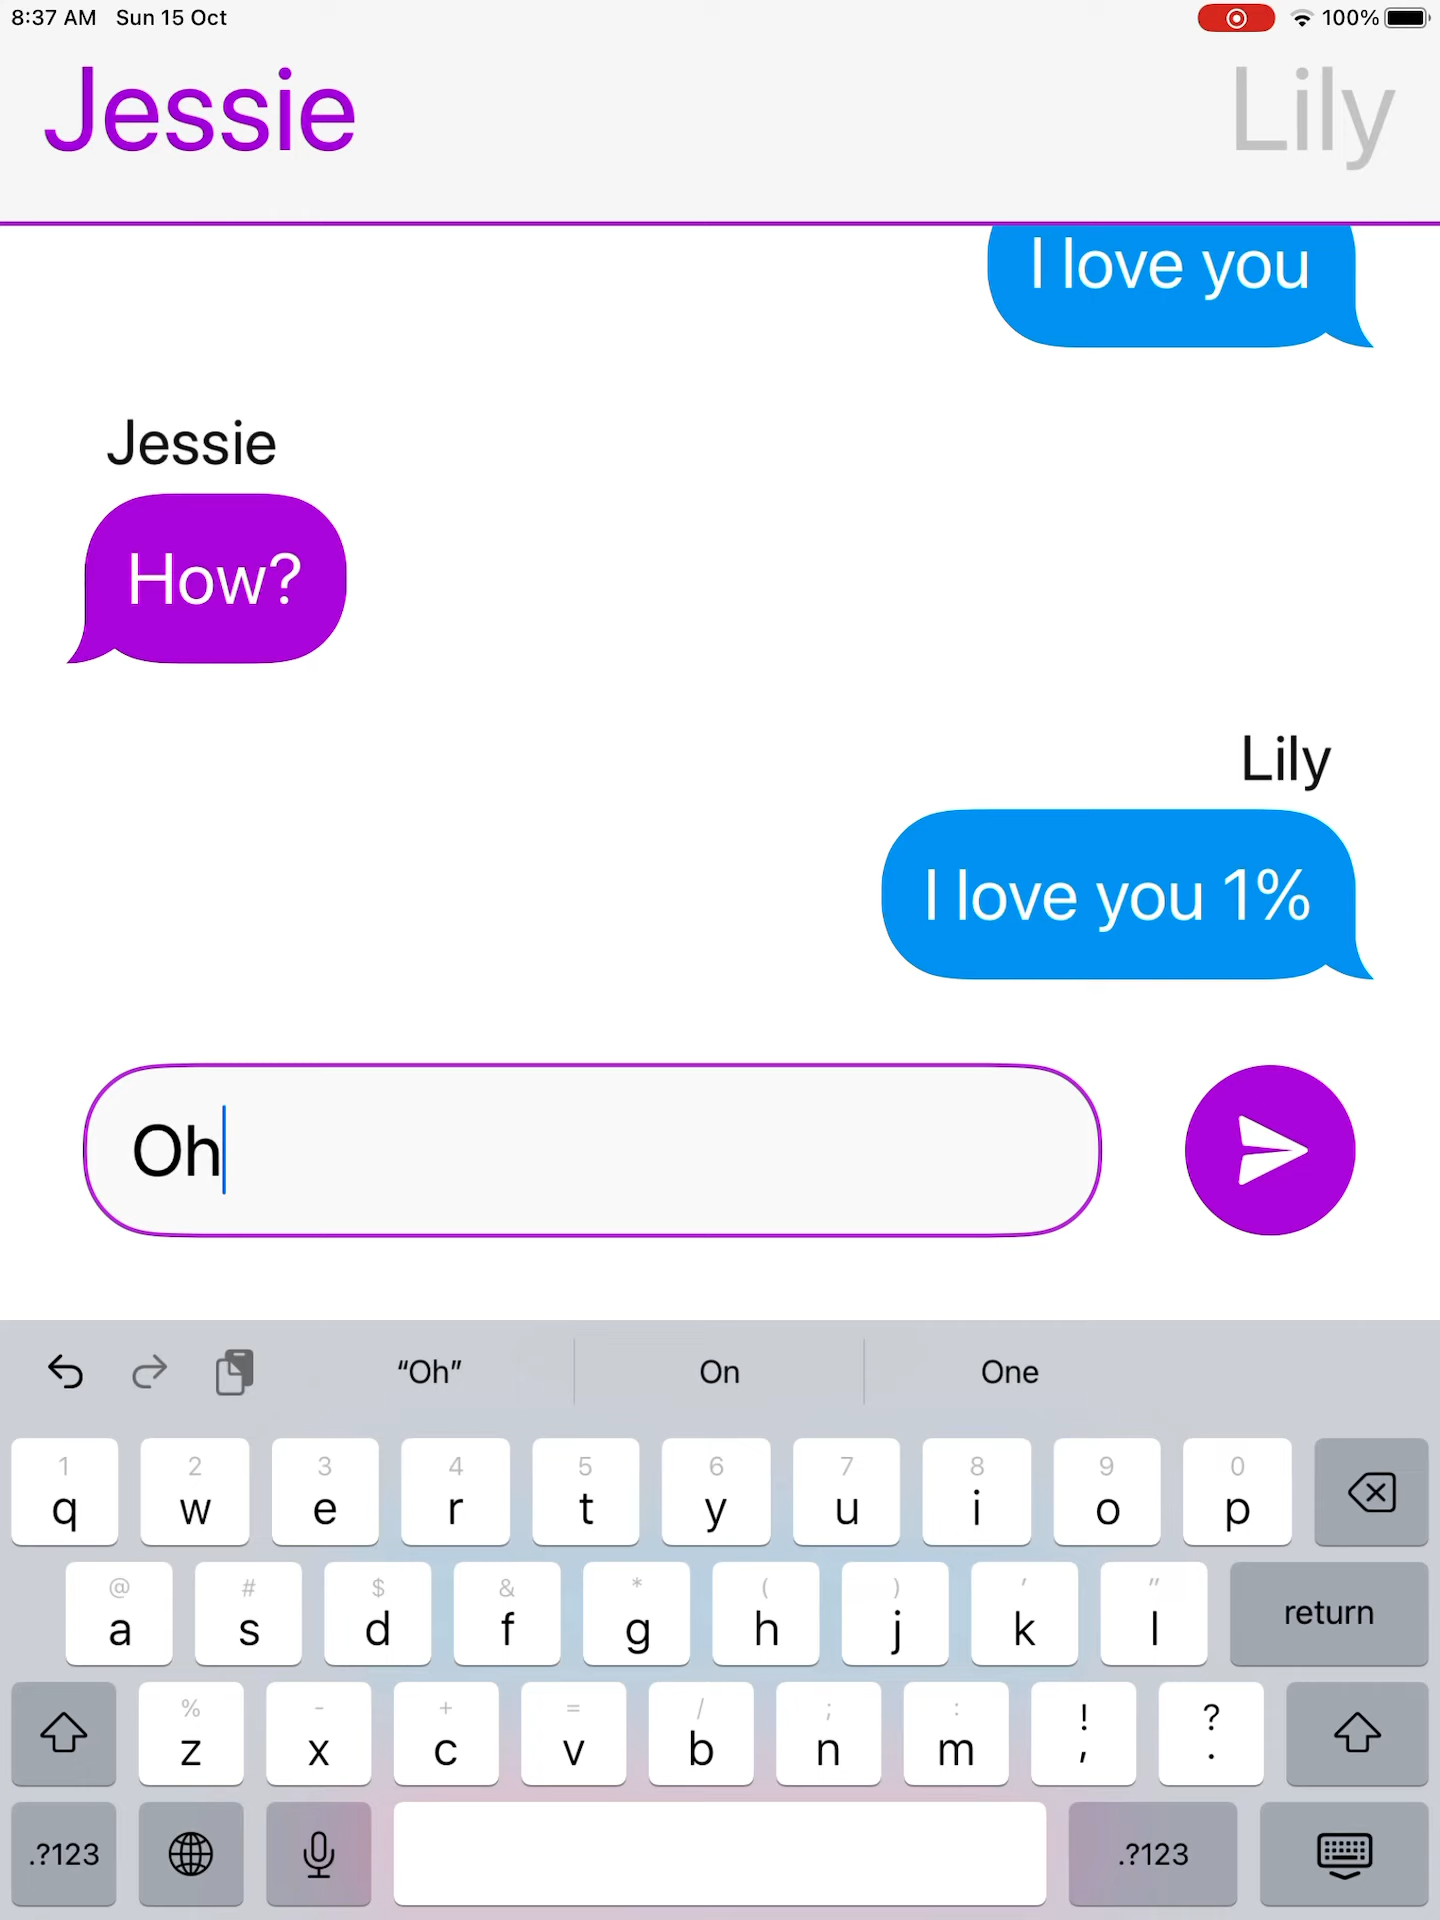 8:37 AM Sun 15 Oct 100%
Jessie Lily
I love you
Jessie
How?
Lily
I love you 1%
Oh
“Oh” On One
1 2 3 4 5 6 7 8 9 0
q w e r t y u i o p
@ # $ & * ( ) ' "
a s d f g h j k l return
% - + = / ; : ! ?
z x c v b n m , .
.?123 .?123